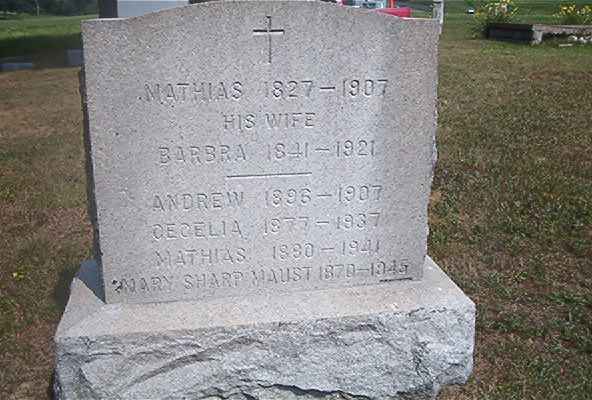 MATHIAS 1827-1907
HIS WIFE
BARBRA 1841-1921
ANDREW 1896-1907
CECELIA 1877-1937
MATHIAS 1880-1941
MARY SHARP MAUST 1870-1945